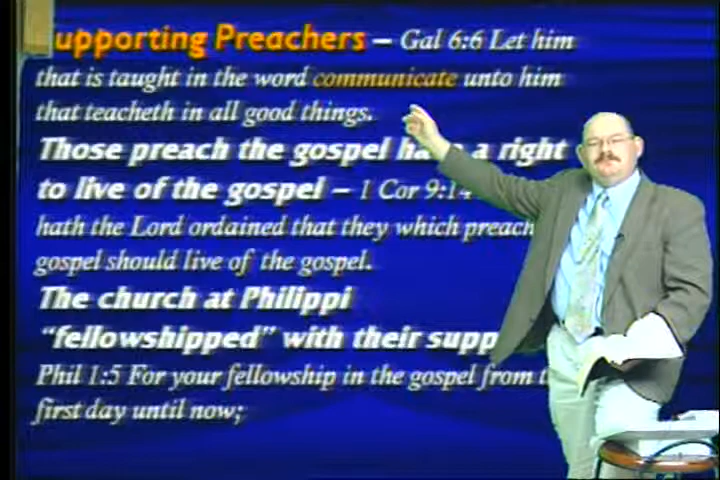 upporting Preachers – Gal 6:6 Let him
that is taught in the word communicate unto him
that teacheth in all good things.
Those preach the gospel have a right
to live of the gospel – 1 Cor 9:14
hath the Lord ordained that they which preach
gospel should live of the gospel.
The church at Philippi
“fellowshipped” with their supp
Phil 1:5 For your fellowship in the gospel from t
first day until now;